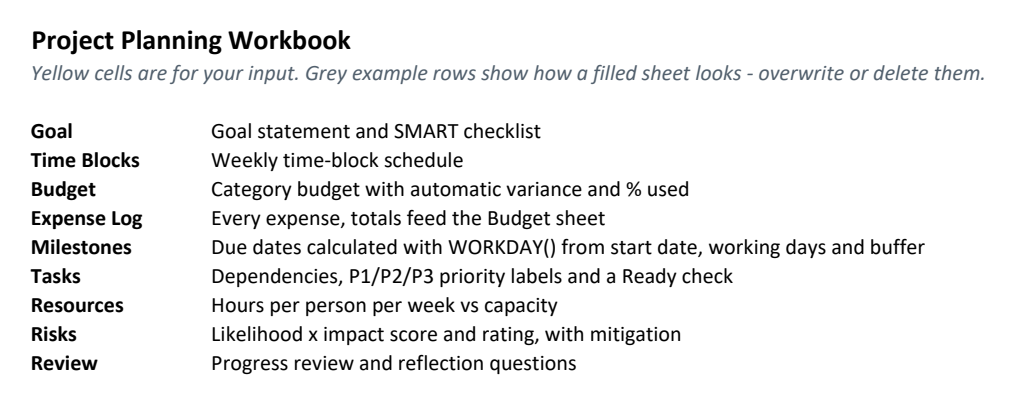 Project Planning Workbook
Yellow cells are for your input. Grey example rows show how a filled sheet looks - overwrite or delete them.
Goal Goal statement and SMART checklist
Time Blocks Weekly time-block schedule
Budget Category budget with automatic variance and % used
Expense Log Every expense, totals feed the Budget sheet
Milestones Due dates calculated with WORKDAY() from start date, working days and buffer
Tasks Dependencies, P1/P2/P3 priority labels and a Ready check
Resources Hours per person per week vs capacity
Risks Likelihood x impact score and rating, with mitigation
Review Progress review and reflection questions